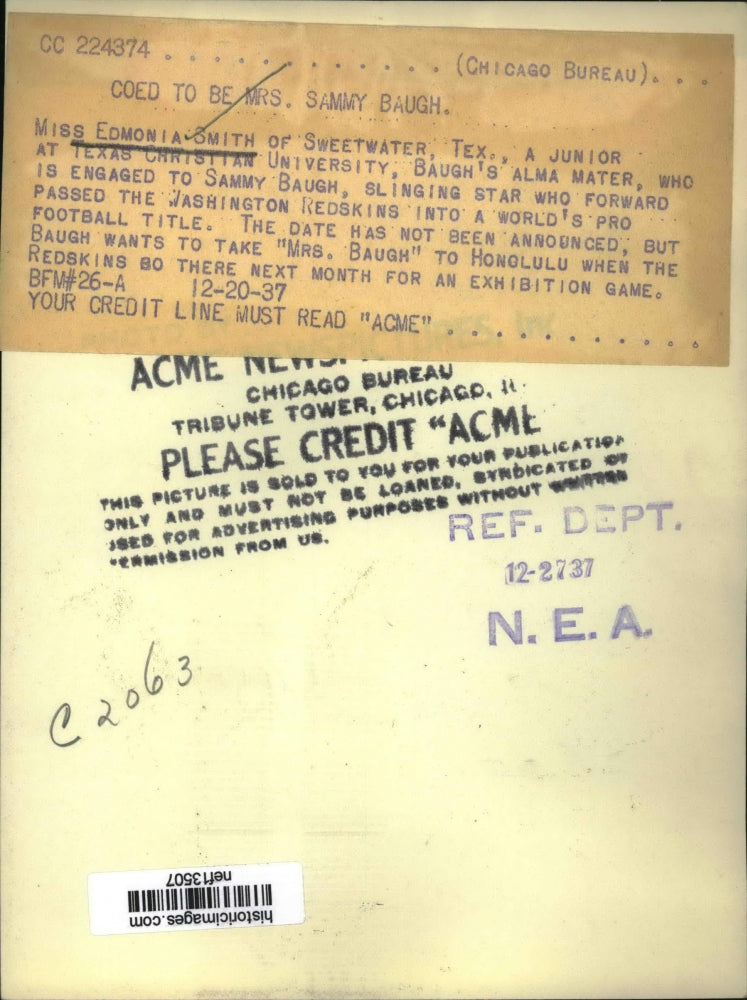 CC 224374 . . . . . . . . . . . . (CHICAGO BUREAU). . .
COED TO BE MRS. SAMMY BAUGH.
MISS EDMONIA SMITH OF SWEETWATER, TEX., A JUNIOR
AT TEXAS CHRISTIAN UNIVERSITY, BAUGH'S ALMA MATER, WHO
IS ENGAGED TO SAMMY BAUGH, SLINGING STAR WHO FORWARD
PASSED THE WASHINGTON REDSKINS INTO A WORLD'S PRO
FOOTBALL TITLE. THE DATE HAS NOT BEEN ANNOUNCED, BUT
BAUGH WANTS TO TAKE "MRS. BAUGH" TO HONOLULU WHEN THE
REDSKINS GO THERE NEXT MONTH FOR AN EXHIBITION GAME.
BFM#26-A 12-20-37
YOUR CREDIT LINE MUST READ "ACME" . . . . . . . . . . . .
ACME
CHICAGO BUREAU
TRIBUNE TOWER, CHICAGO, Il.
PLEASE CREDIT "ACME
THIS PICTURE IS SOLD TO YOU FOR YOUR PUBLICATION
ONLY AND MUST NOT BE LOANED, SYNDICATED OR
USED FOR ADVERTISING PURPOSES WITHOUT WRITTEN
PERMISSION FROM US.
REF. DEPT.
12-2737
N. E. A.
C2063
nef13507
historicimages.com